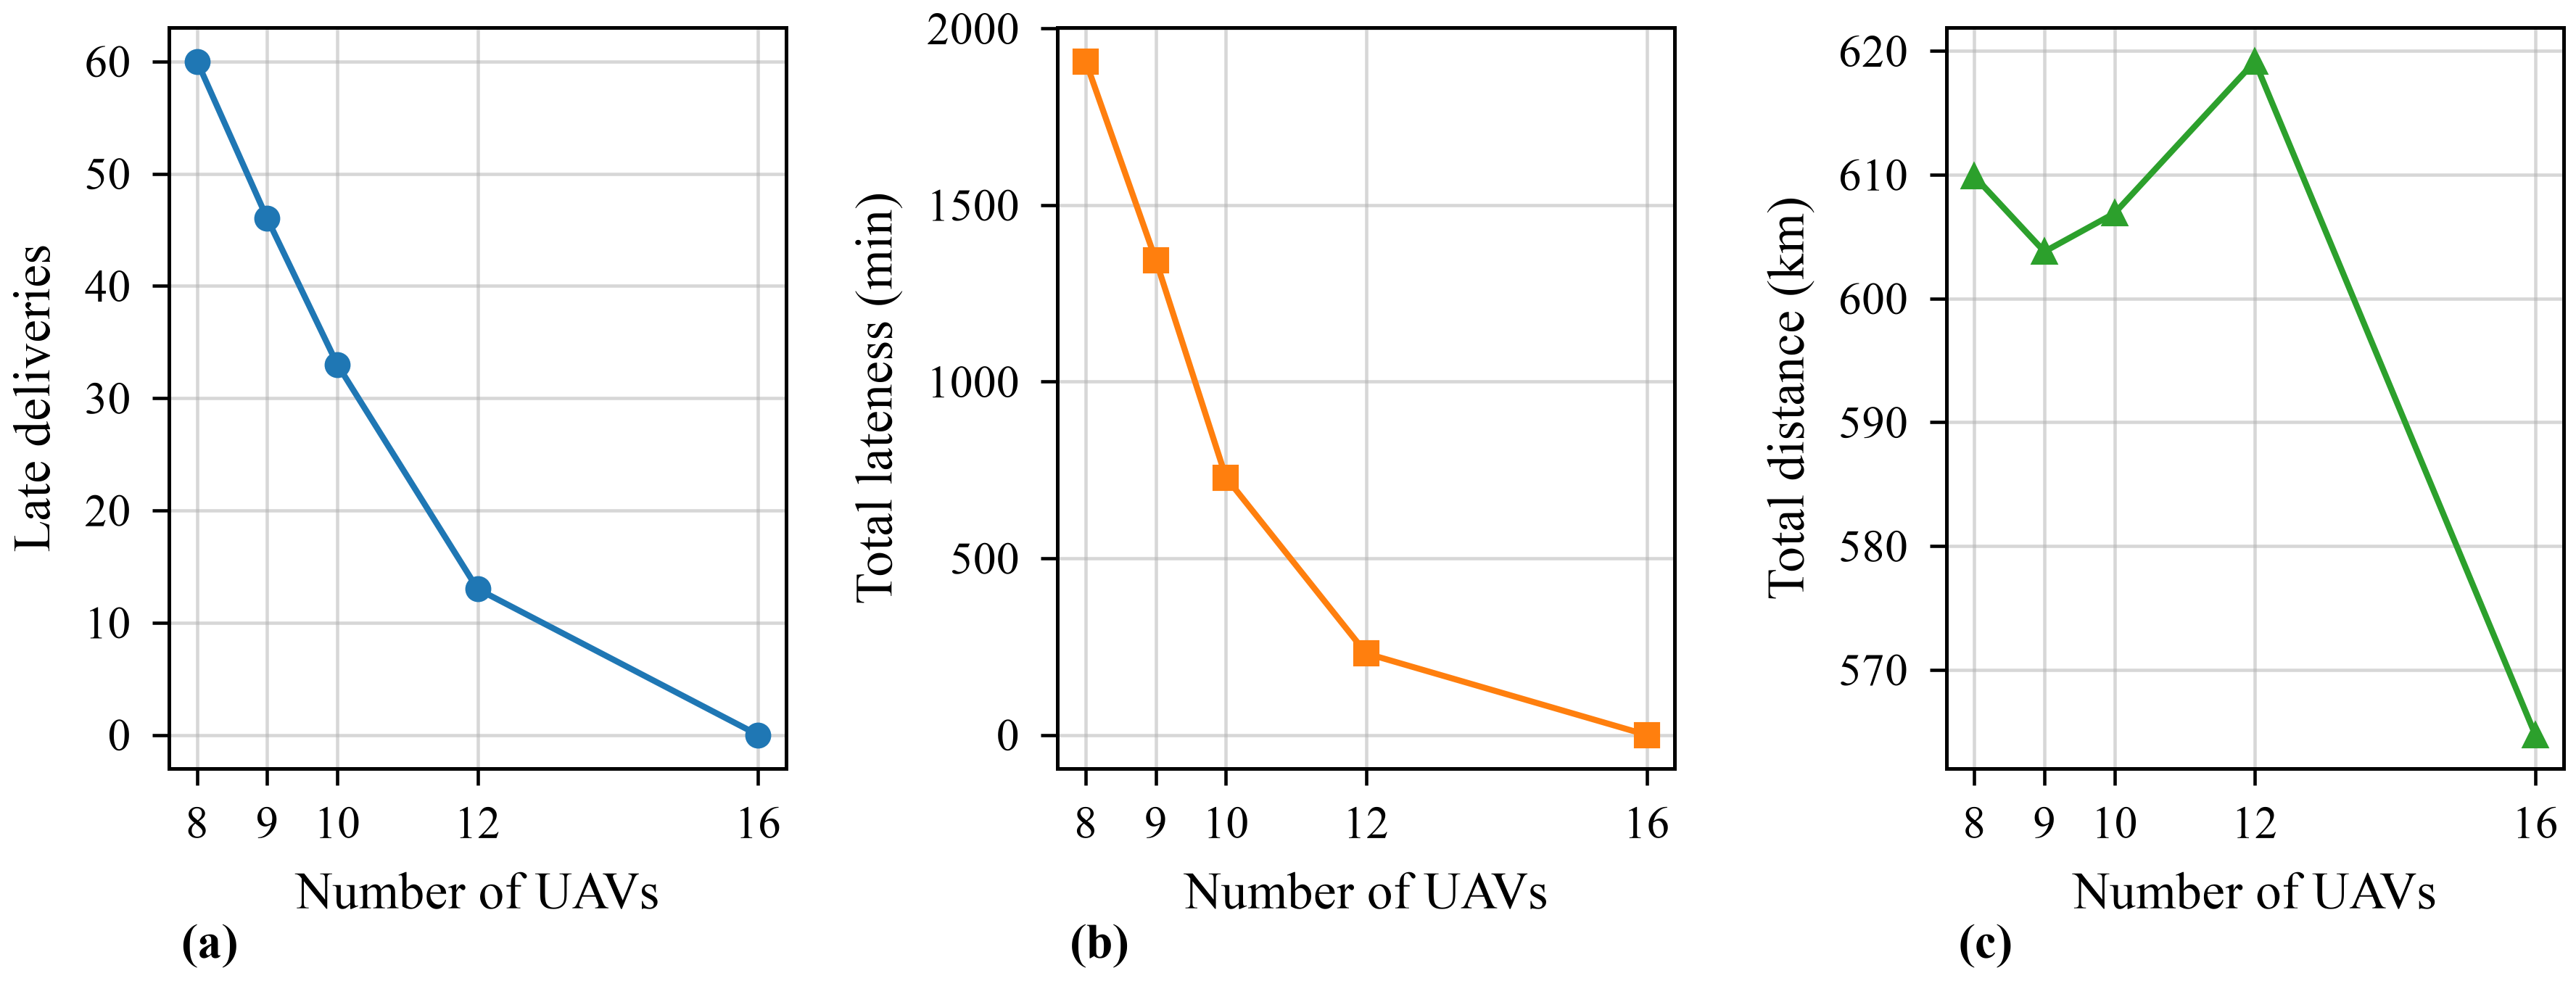 60
50
40
30
20
10
0
Late deliveries
8 9 10 12 16
Number of UAVs
(a)
2000
1500
1000
500
0
Total lateness (min)
8 9 10 12 16
Number of UAVs
(b)
620
610
600
590
580
570
Total distance (km)
8 9 10 12 16
Number of UAVs
(c)